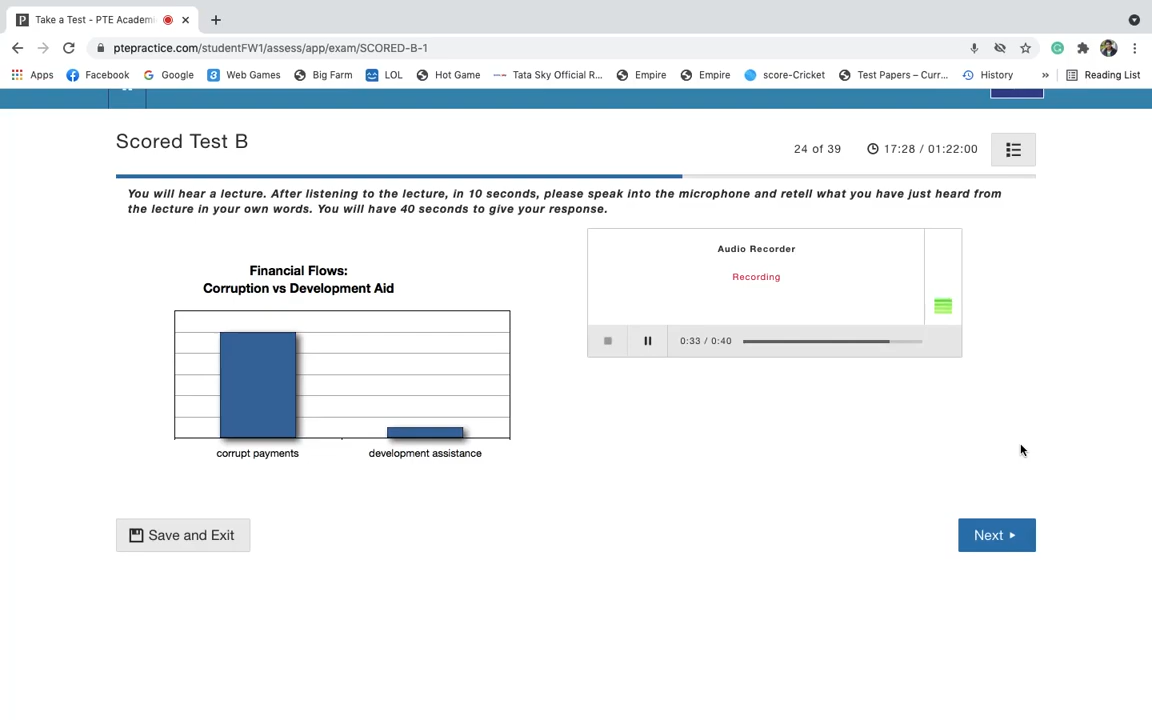 P Take a Test - PTE Academi
ptepractice.com/studentFW1/assess/app/exam/SCORED-B-1
Apps Facebook Google Web Games Big Farm LOL Hot Game Tata Sky Official R... Empire Empire score-Cricket Test Papers – Curr... History » Reading List
Scored Test B
24 of 39 17:28 / 01:22:00
You will hear a lecture. After listening to the lecture, in 10 seconds, please speak into the microphone and retell what you have just heard from
the lecture in your own words. You will have 40 seconds to give your response.
Financial Flows:
Corruption vs Development Aid
corrupt payments development assistance
Audio Recorder
Recording
0:33 / 0:40
Save and Exit
Next